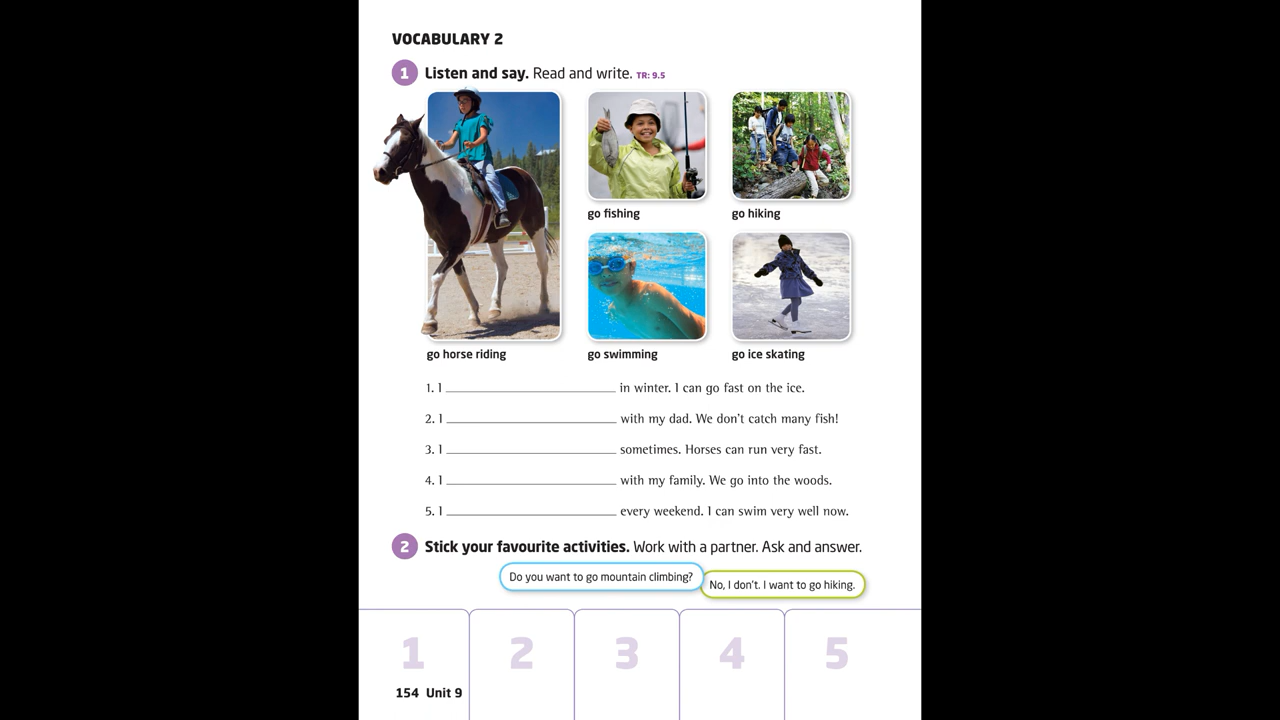 VOCABULARY 2
1 Listen and say. Read and write. TR: 9.5
go fishing
go hiking
go horse riding
go swimming
go ice skating
1. I ____________________ in winter. I can go fast on the ice.
2. I ____________________ with my dad. We don't catch many fish!
3. I ____________________ sometimes. Horses can run very fast.
4. I ____________________ with my family. We go into the woods.
5. I ____________________ every weekend. I can swim very well now.
2 Stick your favourite activities. Work with a partner. Ask and answer.
Do you want to go mountain climbing?
No, I don't. I want to go hiking.
1 2 3 4 5
154 Unit 9